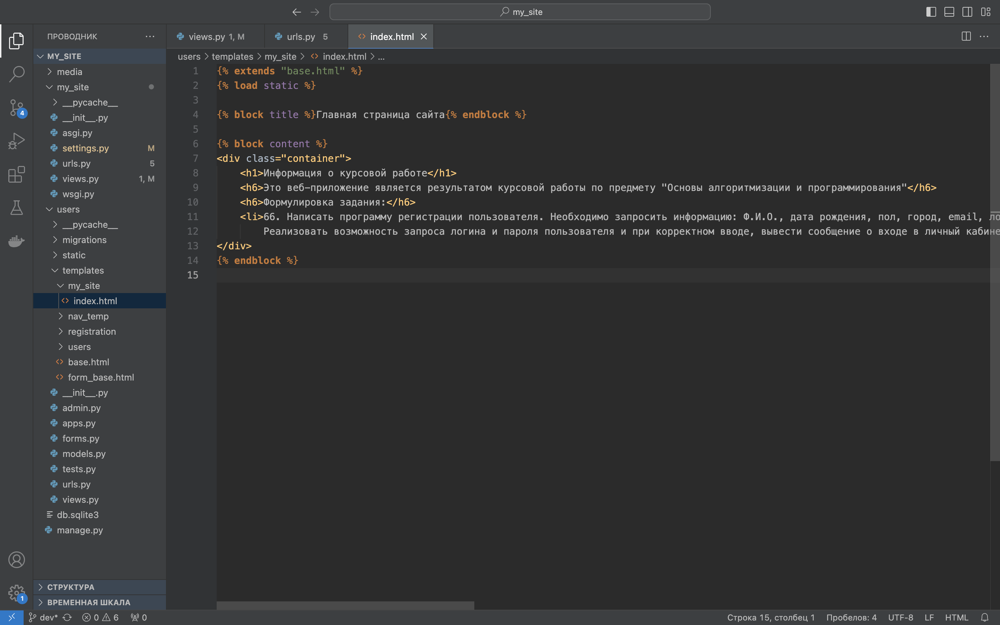 my_site
ПРОВОДНИК
views.py 1, M
urls.py 5
index.html
users > templates > my_site > <> index.html > ...
MY_SITE
media
my_site
__pycache__
__init__.py
asgi.py
settings.py M
urls.py 5
views.py 1, M
wsgi.py
users
__pycache__
migrations
static
templates
my_site
index.html
nav_temp
registration
users
base.html
form_base.html
__init__.py
admin.py
apps.py
forms.py
models.py
tests.py
urls.py
views.py
db.sqlite3
manage.py
СТРУКТУРА
ВРЕМЕННАЯ ШКАЛА
4
1
1 {% extends "base.html" %}
2 {% load static %}
3
4 {% block title %}Главная страница сайта{% endblock %}
5
6 {% block content %}
7 <div class="container">
8 <h1>Информация о курсовой работе</h1>
9 <h6>Это веб-приложение является результатом курсовой работы по предмету "Основы алгоритмизации и программирования"</h6>
10 <h6>Формулировка задания:</h6>
11 <li>66. Написать программу регистрации пользователя. Необходимо запросить информацию: Ф.И.О., дата рождения, пол, город, email,
12 Реализовать возможность запроса логина и пароля пользователя и при корректном вводе, вывести сообщение о входе в личный кабине
13 </div>
14 {% endblock %}
15
dev* 0 6 0
Строка 15, столбец 1 Пробелов: 4 UTF-8 LF HTML